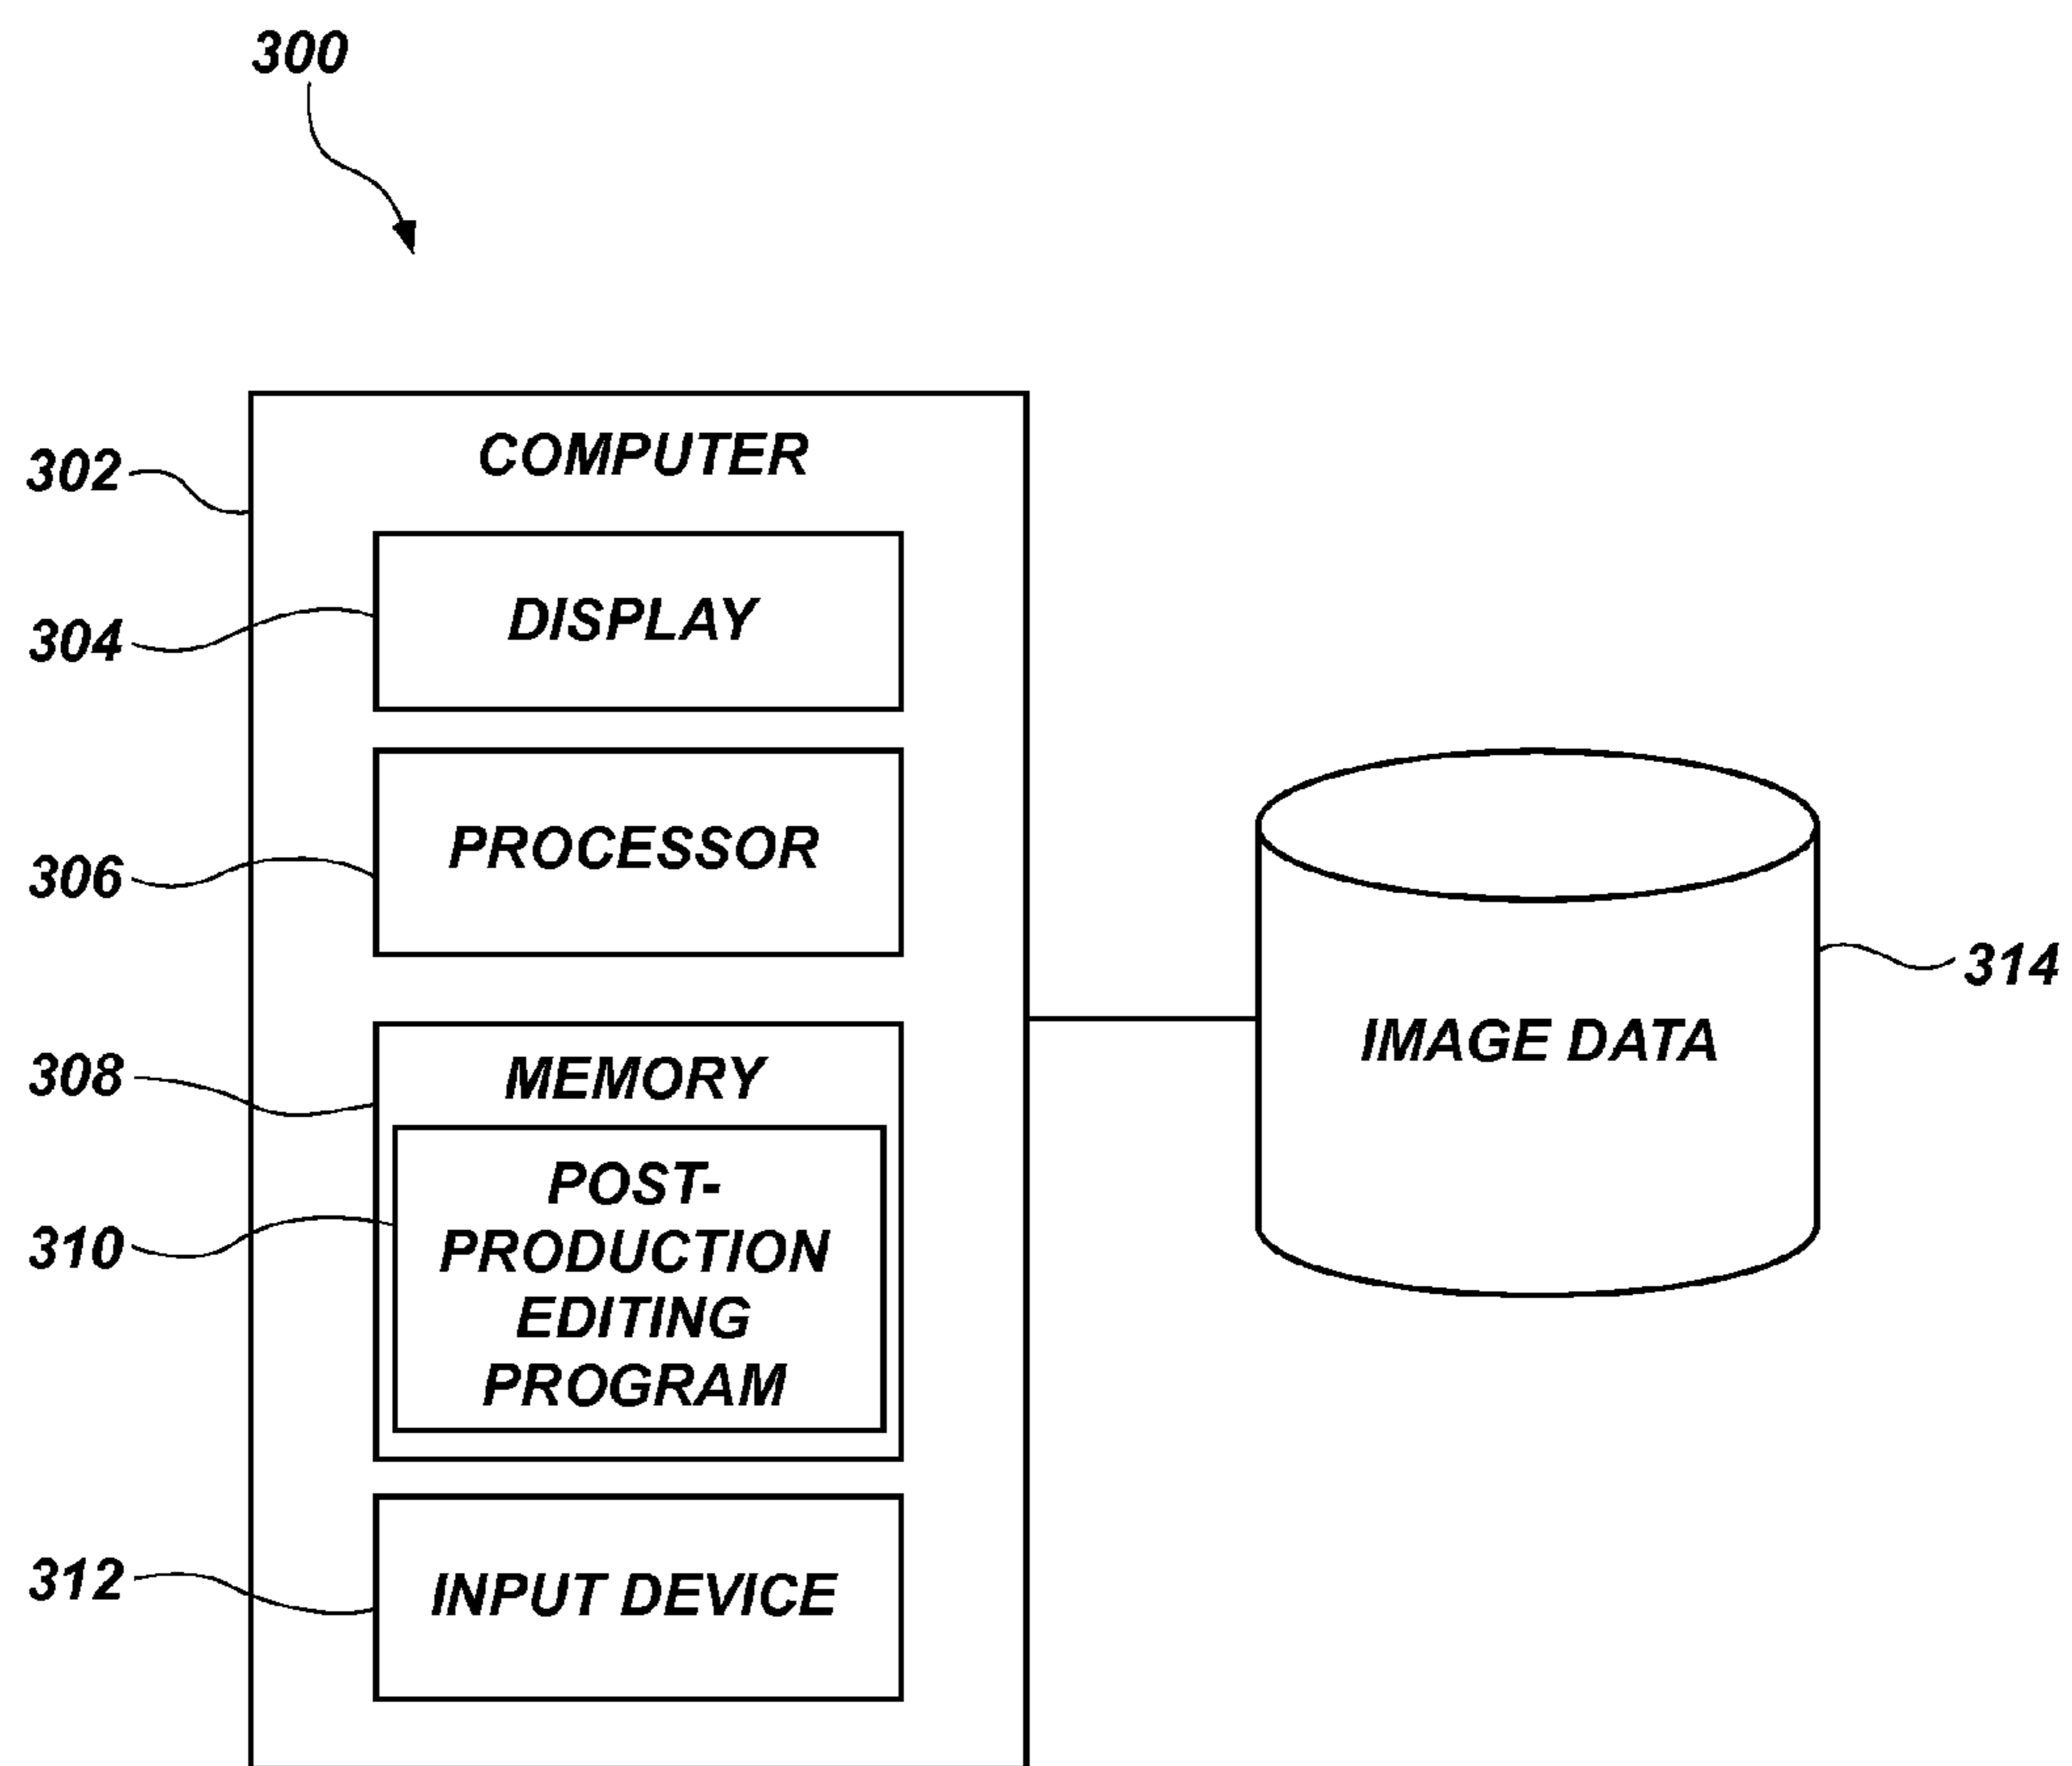 300
302
COMPUTER
304
DISPLAY
306
PROCESSOR
308
MEMORY
310
POST-
PRODUCTION
EDITING
PROGRAM
312
INPUT DEVICE
314
IMAGE DATA